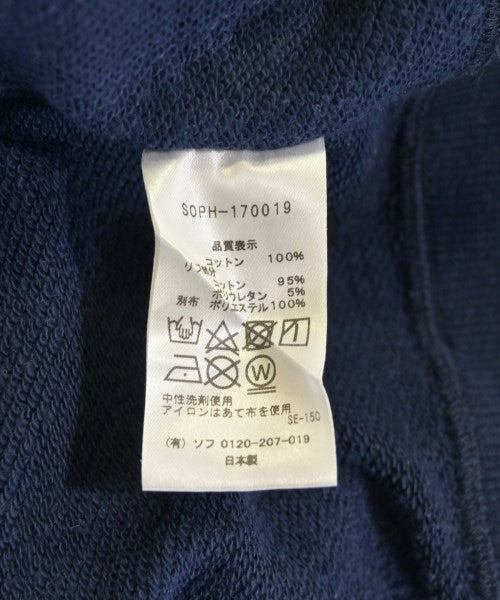 SOPH-170019
品質表示
コットン 100%
リブ部分
コットン 95%
ポリウレタン 5%
別布 ポリエステル100%
W
中性洗剤使用
アイロンはあて布を使用
SE-150
(有) ソフ 0120-207-019
日本製